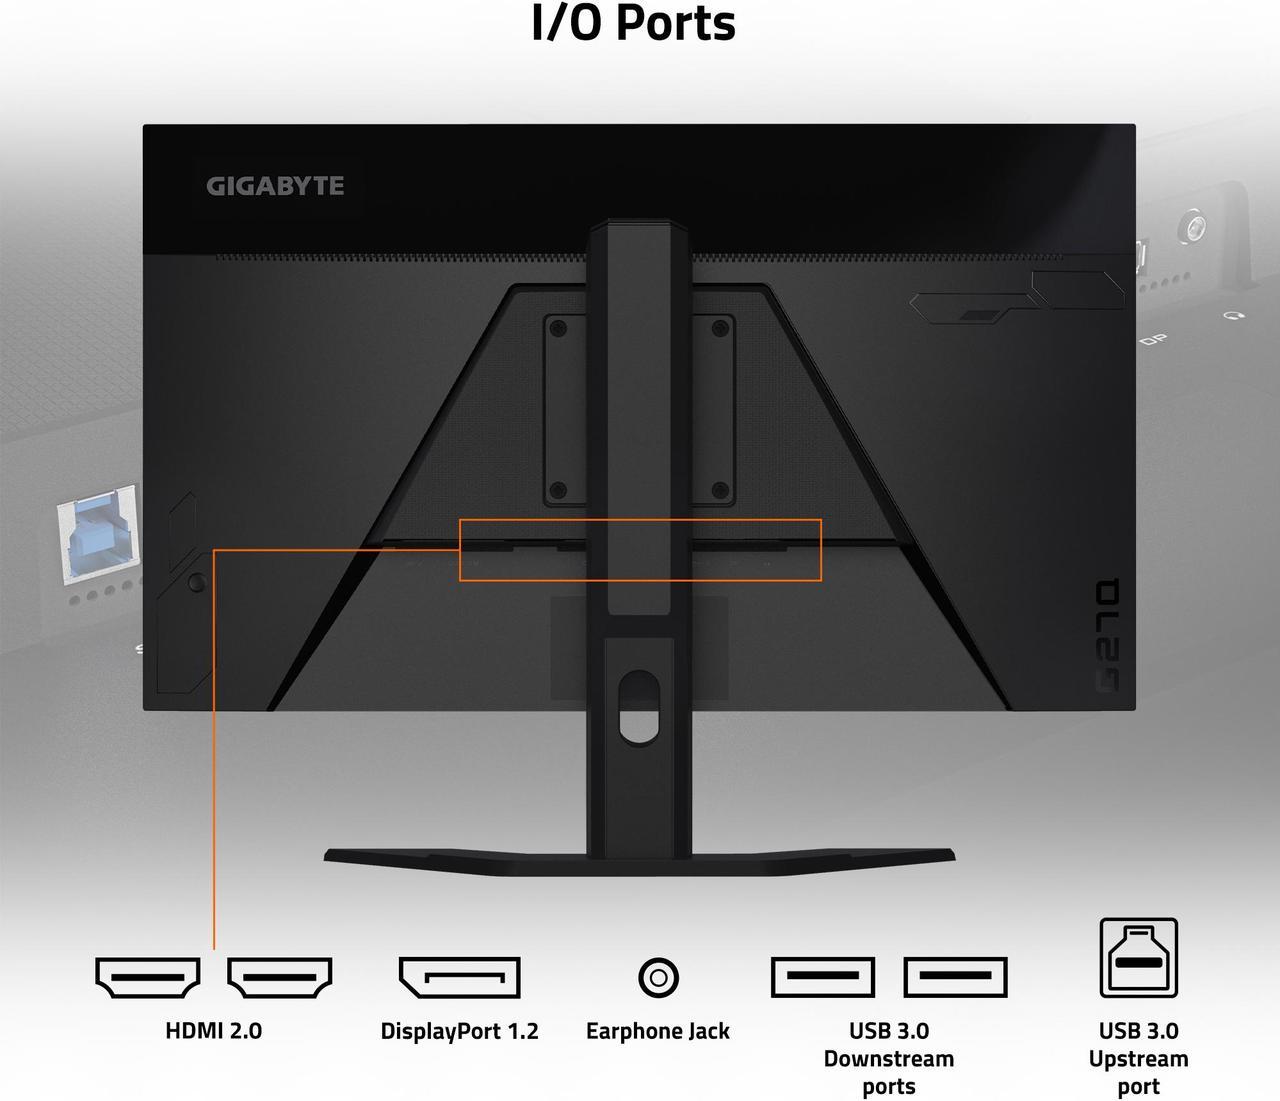 I/O Ports
GIGABYTE
DP
G27Q
HDMI 2.0
DisplayPort 1.2
Earphone Jack
USB 3.0
Downstream
ports
USB 3.0
Upstream
port